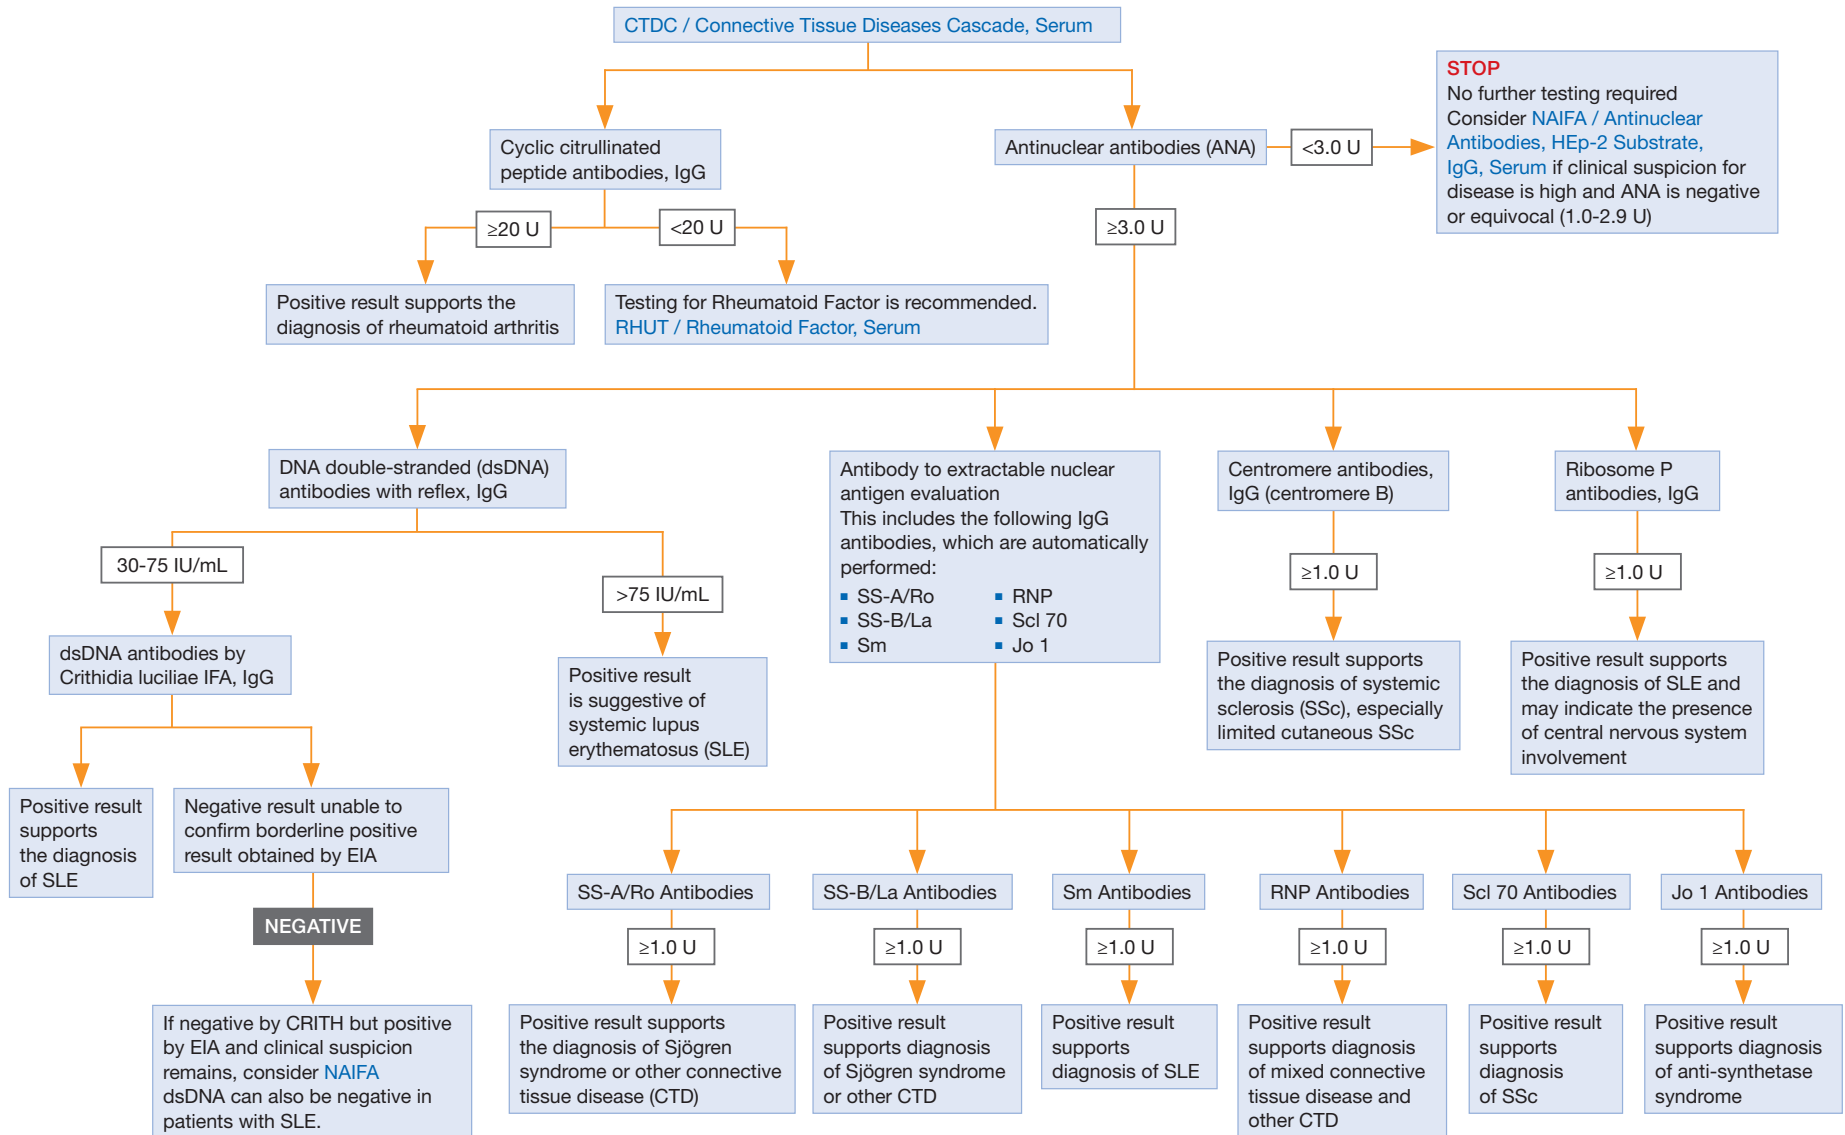 CTDC / Connective Tissue Diseases Cascade, Serum
STOP
No further testing required
Consider NAIFA / Antinuclear
Antibodies, HEp-2 Substrate,
IgG, Serum if clinical suspicion for
disease is high and ANA is negative
or equivocal (1.0-2.9 U)
Cyclic citrullinated
peptide antibodies, IgG
Antinuclear antibodies (ANA)
<3.0 U
≥20 U
<20 U
≥3.0 U
Positive result supports the
diagnosis of rheumatoid arthritis
Testing for Rheumatoid Factor is recommended.
RHUT / Rheumatoid Factor, Serum
DNA double-stranded (dsDNA)
antibodies with reflex, IgG
Antibody to extractable nuclear
antigen evaluation
This includes the following IgG
antibodies, which are automatically
performed:
▪ SS-A/Ro ▪ RNP
▪ SS-B/La ▪ Scl 70
▪ Sm ▪ Jo 1
Centromere antibodies,
IgG (centromere B)
Ribosome P
antibodies, IgG
30-75 IU/mL
>75 IU/mL
≥1.0 U
≥1.0 U
dsDNA antibodies by
Crithidia luciliae IFA, IgG
Positive result
is suggestive of
systemic lupus
erythematosus (SLE)
Positive result supports
the diagnosis of systemic
sclerosis (SSc), especially
limited cutaneous SSc
Positive result supports
the diagnosis of SLE and
may indicate the presence
of central nervous system
involvement
Positive result
supports
the diagnosis
of SLE
Negative result unable to
confirm borderline positive
result obtained by EIA
NEGATIVE
If negative by CRITH but positive
by EIA and clinical suspicion
remains, consider NAIFA
dsDNA can also be negative in
patients with SLE.
SS-A/Ro Antibodies
SS-B/La Antibodies
Sm Antibodies
RNP Antibodies
Scl 70 Antibodies
Jo 1 Antibodies
≥1.0 U
≥1.0 U
≥1.0 U
≥1.0 U
≥1.0 U
≥1.0 U
Positive result supports
the diagnosis of Sjögren
syndrome or other connective
tissue disease (CTD)
Positive result
supports diagnosis
of Sjögren syndrome
or other CTD
Positive result
supports
diagnosis of SLE
Positive result
supports diagnosis
of mixed connective
tissue disease and
other CTD
Positive result
supports
diagnosis
of SSc
Positive result
supports diagnosis
of anti-synthetase
syndrome